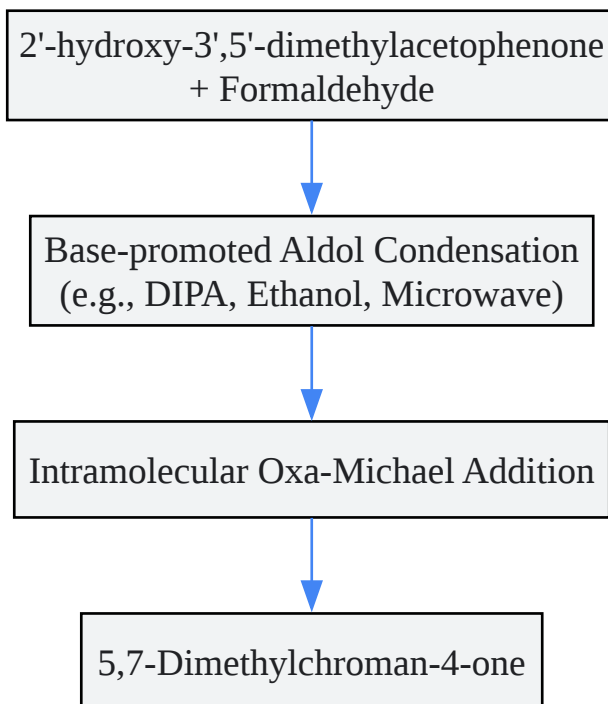 2'-hydroxy-3',5'-dimethylacetophenone
+ Formaldehyde
Base-promoted Aldol Condensation
(e.g., DIPA, Ethanol, Microwave)
Intramolecular Oxa-Michael Addition
5,7-Dimethylchroman-4-one